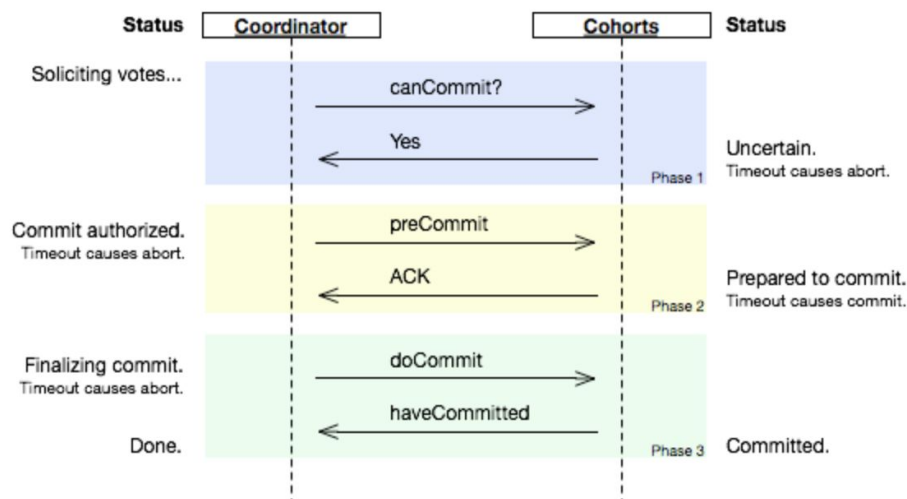 Status
Coordinator
Cohorts
Status
Soliciting votes...
canCommit?
Yes
Uncertain.
Timeout causes abort.
Phase 1
Commit authorized.
Timeout causes abort.
preCommit
ACK
Prepared to commit.
Timeout causes commit.
Phase 2
Finalizing commit.
Timeout causes abort.
doCommit
haveCommitted
Done.
Phase 3
Committed.